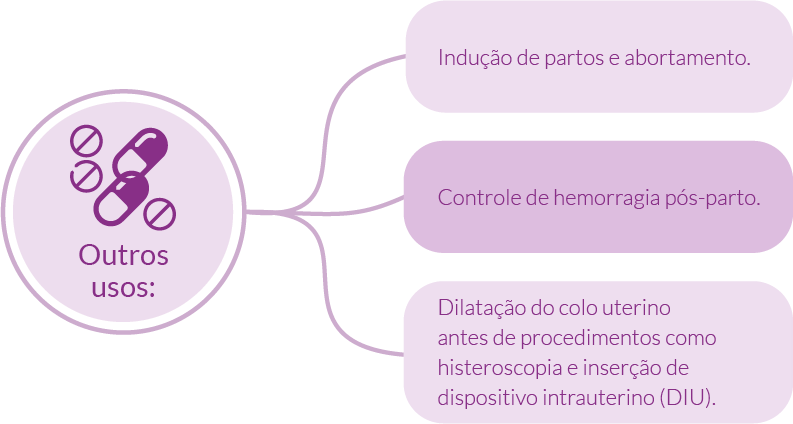 Outros
usos:
Indução de partos e abortamento.
Controle de hemorragia pós-parto.
Dilatação do colo uterino
antes de procedimentos como
histeroscopia e inserção de
dispositivo intrauterino (DIU).